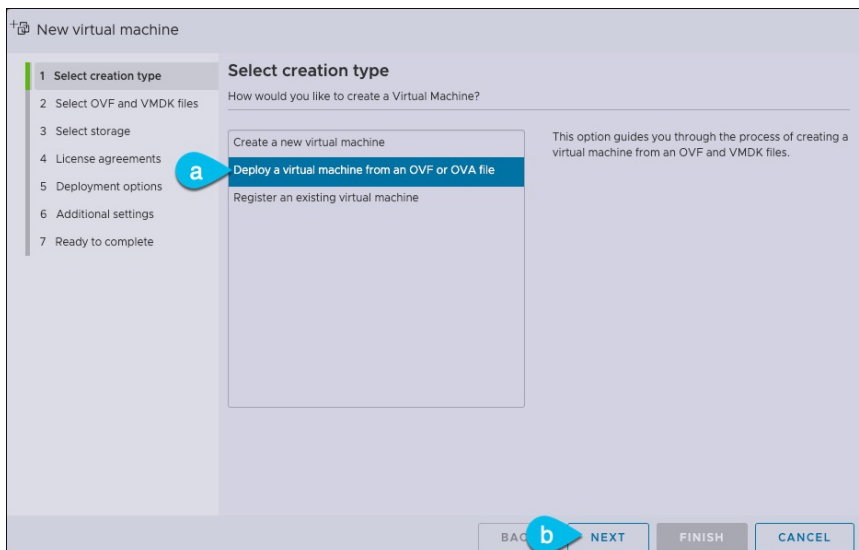 New virtual machine
1 Select creation type
2 Select OVF and VMDK files
3 Select storage
4 License agreements
5 Deployment options
6 Additional settings
7 Ready to complete
Select creation type
How would you like to create a Virtual Machine?
Create a new virtual machine
a
Deploy a virtual machine from an OVF or OVA file
Register an existing virtual machine
This option guides you through the process of creating a
virtual machine from an OVF and VMDK files.
b
NEXT
FINISH
CANCEL